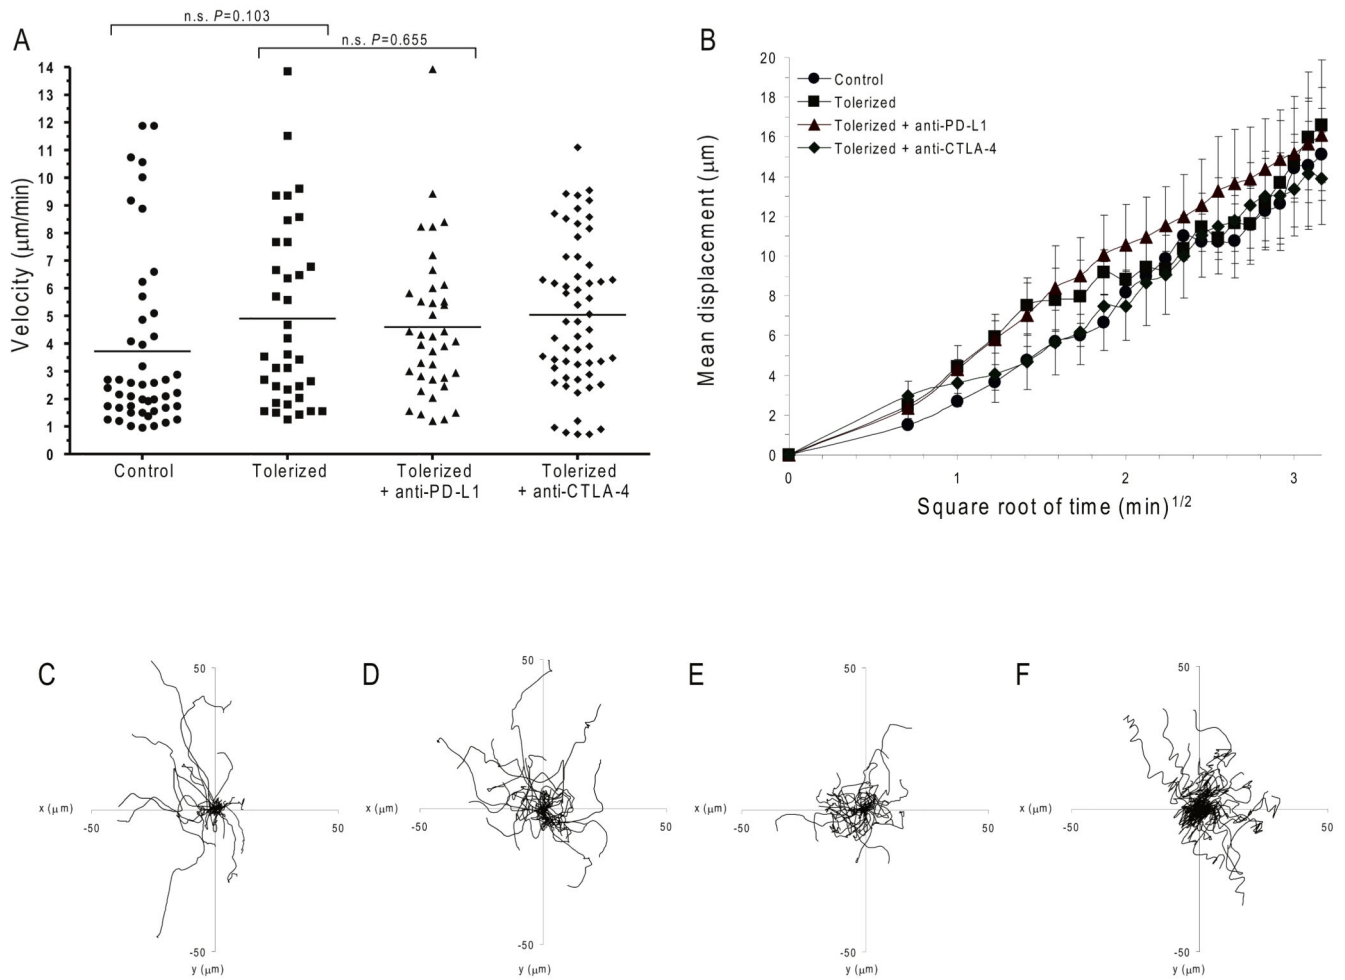 n.s. P=0.103
n.s. P=0.655
A
14
13
12
11
10
9
8
7
6
5
4
3
2
1
0
Velocity (μm/min)
Control
Tolerized
Tolerized
+ anti-PD-L1
Tolerized
+ anti-CTLA-4
B
20
18
16
14
12
10
8
6
4
2
0
Mean displacement (μm)
Control
Tolerized
Tolerized + anti-PD-L1
Tolerized + anti-CTLA-4
0
1
2
3
Square root of time (min)1/2
C
50
x (μm)
-50
50
-50
y (μm)
D
50
x (μm)
-50
50
-50
y (μm)
E
50
x (μm)
-50
50
-50
y (μm)
F
50
x (μm)
-50
50
-50
y (μm)